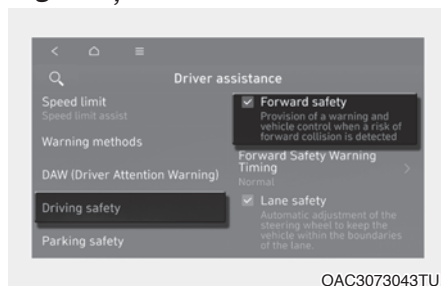 Driver assistance
Speed limit
Speed limit assist
Warning methods
DAW (Driver Attention Warning)
Driving safety
Parking safety
Forward safety
Provision of a warning and
vehicle control when a risk of
forward collision is detected
Forward Safety Warning
Timing
Normal
Lane safety
Automatic adjustment of the
steering wheel to keep the
vehicle within the boundaries
of the lane.
OAC3073043TU